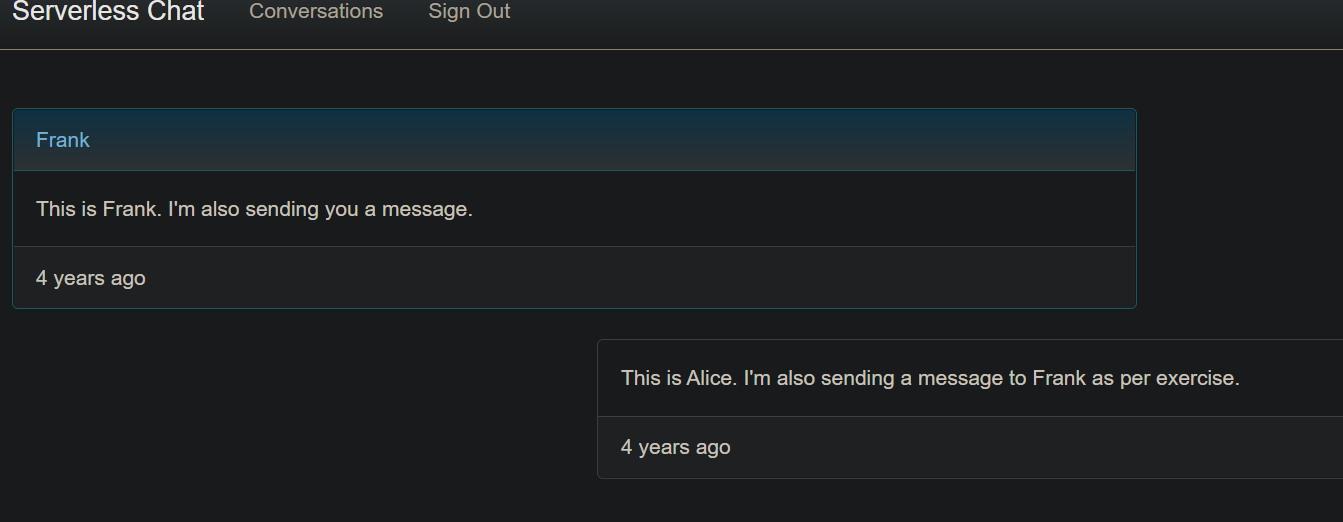 Serverless Chat Conversations Sign Out
Frank
This is Frank. I'm also sending you a message.
4 years ago
This is Alice. I'm also sending a message to Frank as per exercise.
4 years ago